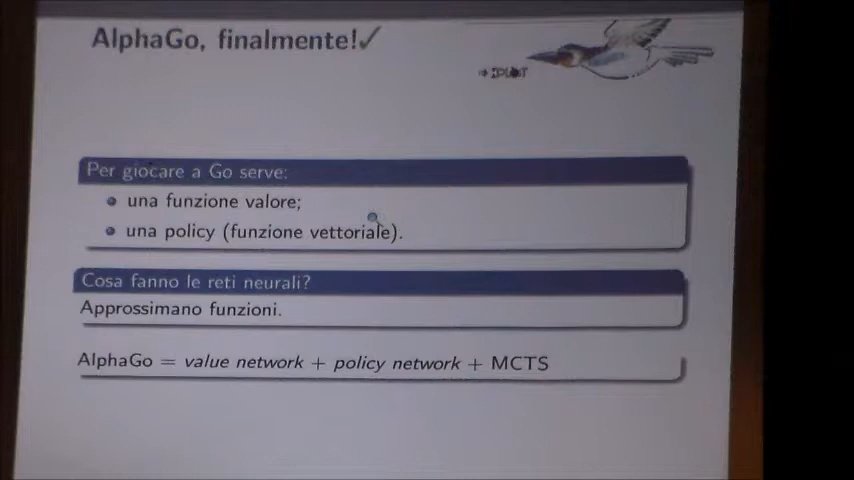 AlphaGo, finalmente!✓
Per giocare a Go serve:
una funzione valore;
una policy (funzione vettoriale).
Cosa fanno le reti neurali?
Approssimano funzioni.
AlphaGo = value network + policy network + MCTS